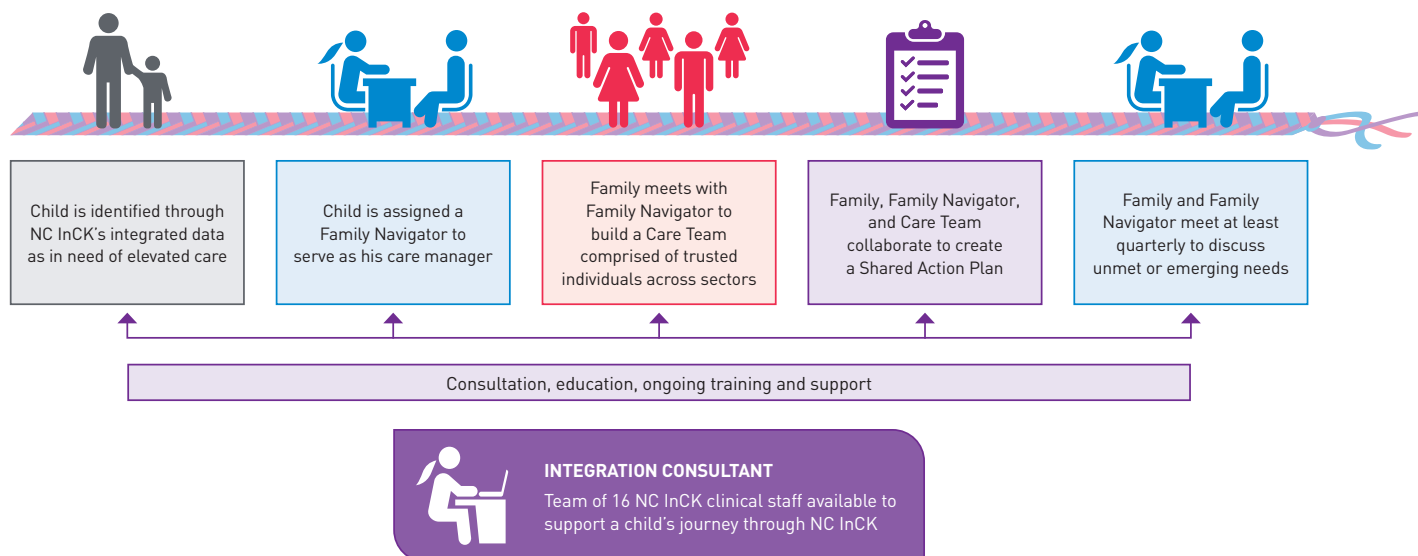 Child is identified through
NC InCK's integrated data
as in need of elevated care
Child is assigned a
Family Navigator to
serve as his care manager
Family meets with
Family Navigator to
build a Care Team
comprised of trusted
individuals across sectors
Family, Family Navigator,
and Care Team
collaborate to create
a Shared Action Plan
Family and Family
Navigator meet at least
quarterly to discuss
unmet or emerging needs
Consultation, education, ongoing training and support
INTEGRATION CONSULTANT
Team of 16 NC InCK clinical staff available to
support a child's journey through NC InCK